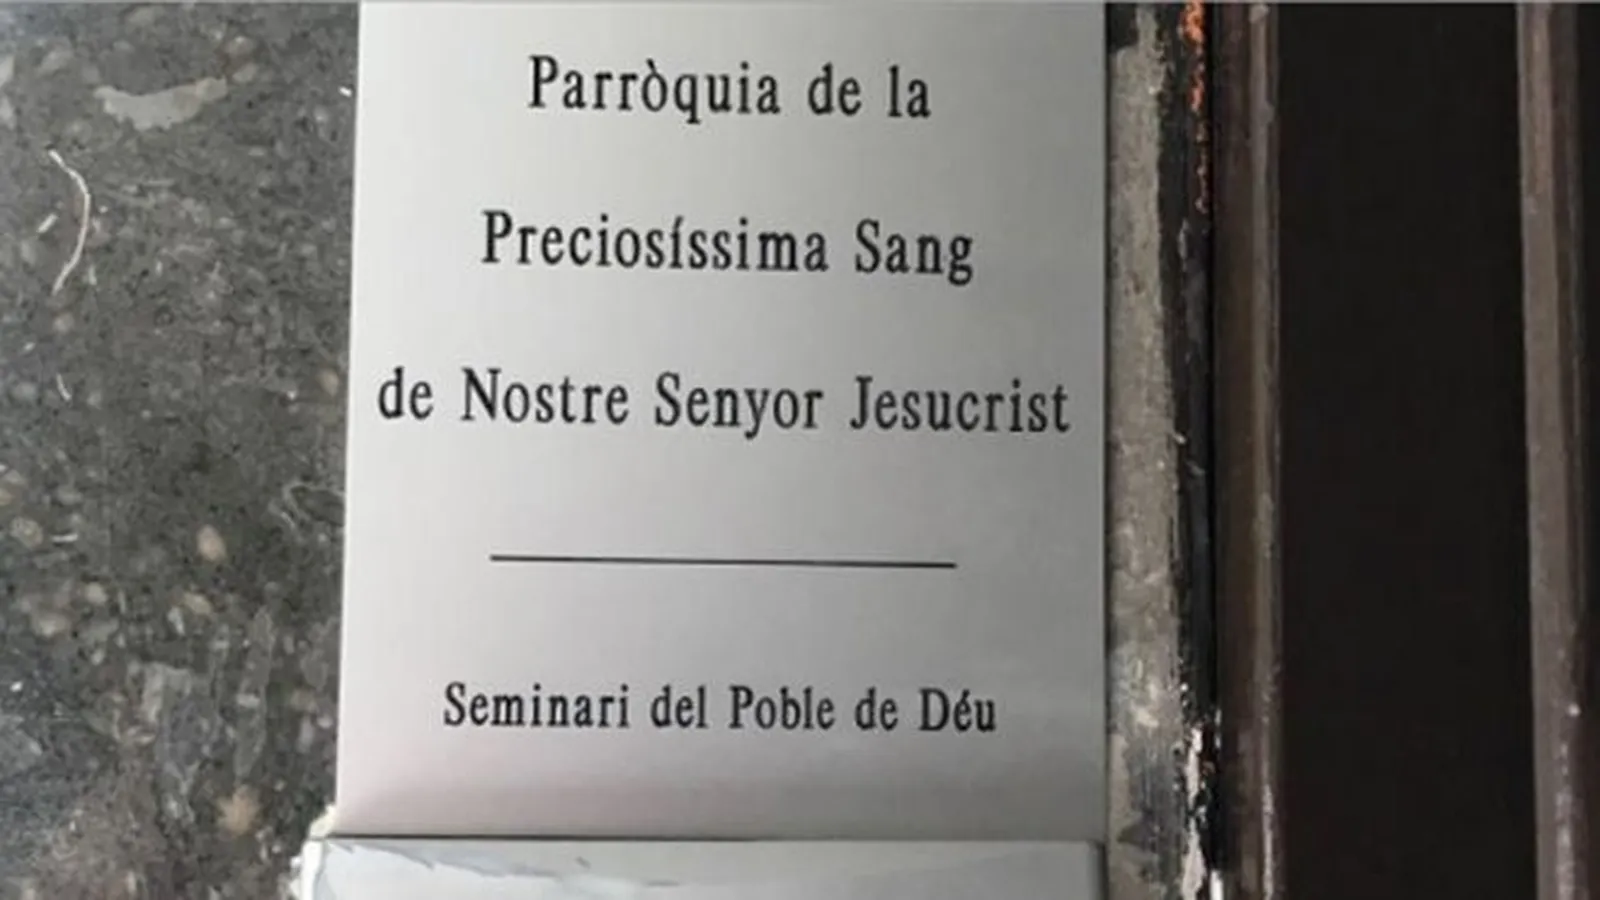 Parròquia de la
Preciosíssima Sang
de Nostre Senyor Jesucrist
Seminari del Poble de Déu